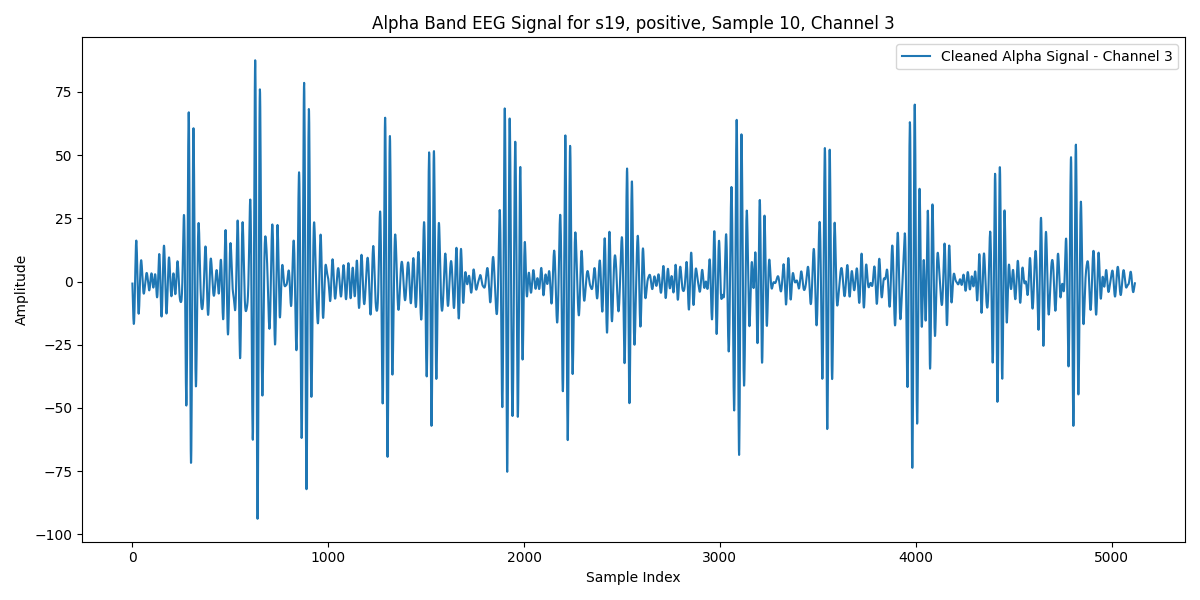 Alpha Band EEG Signal for s19, positive, Sample 10, Channel 3
Cleaned Alpha Signal - Channel 3
Amplitude
75
50
25
0
−25
−50
−75
−100
0 1000 2000 3000 4000 5000
Sample Index